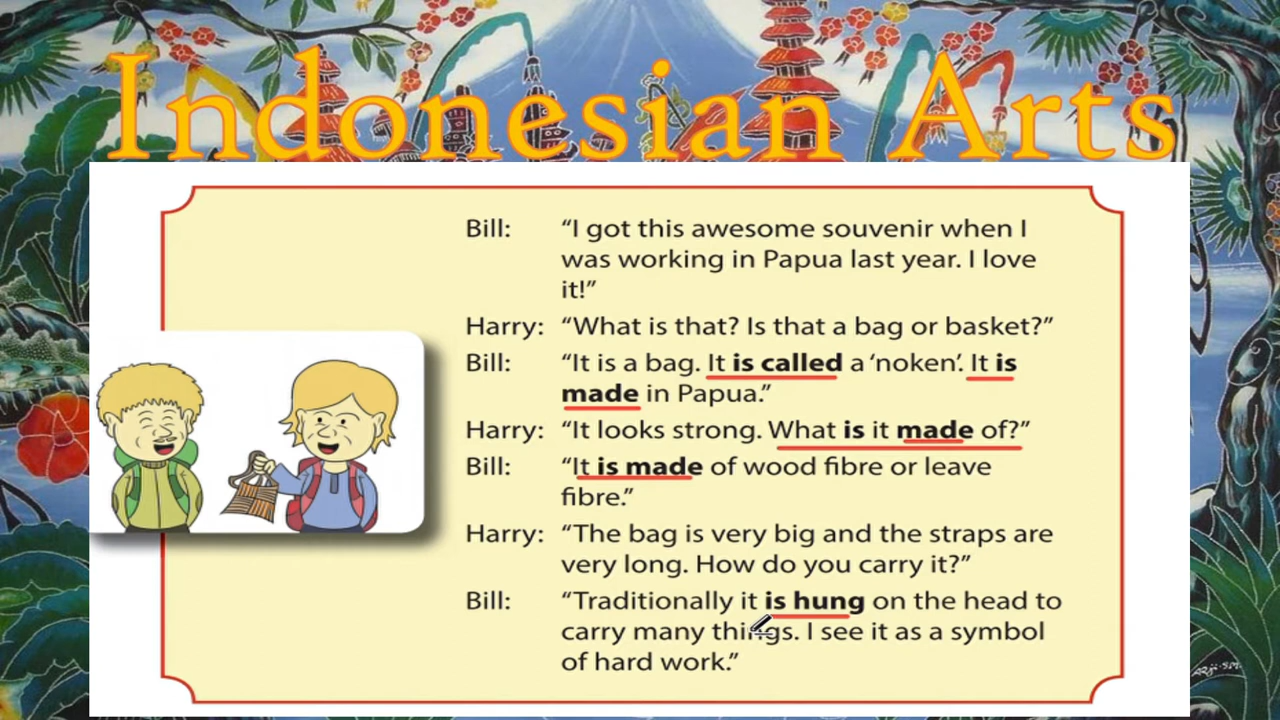 Indonesian Arts
Bill: “I got this awesome souvenir when I
was working in Papua last year. I love
it!”
Harry: “What is that? Is that a bag or basket?”
Bill: “It is a bag. It is called a ‘noken’. It is
made in Papua.”
Harry: “It looks strong. What is it made of?”
Bill: “It is made of wood fibre or leave
fibre.”
Harry: “The bag is very big and the straps are
very long. How do you carry it?”
Bill: “Traditionally it is hung on the head to
carry many things. I see it as a symbol
of hard work.”